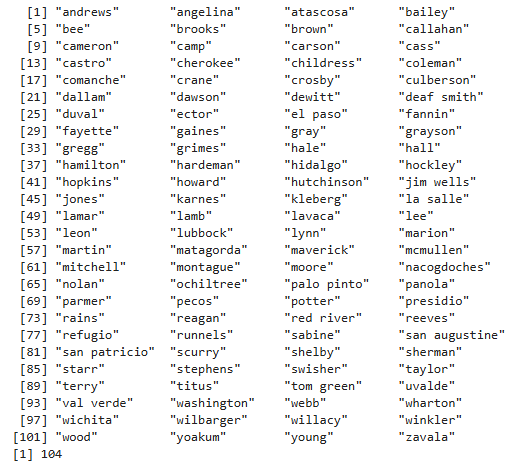 [1] "andrews" "angelina" "atascosa" "bailey"
[5] "bee" "brooks" "brown" "callahan"
[9] "cameron" "camp" "carson" "cass"
[13] "castro" "cherokee" "childress" "coleman"
[17] "comanche" "crane" "crosby" "culberson"
[21] "dallam" "dawson" "dewitt" "deaf smith"
[25] "duval" "ector" "el paso" "fannin"
[29] "fayette" "gaines" "gray" "grayson"
[33] "gregg" "grimes" "hale" "hall"
[37] "hamilton" "hardeman" "hidalgo" "hockley"
[41] "hopkins" "howard" "hutchinson" "jim wells"
[45] "jones" "karnes" "kleberg" "la salle"
[49] "lamar" "lamb" "lavaca" "lee"
[53] "leon" "lubbock" "lynn" "marion"
[57] "martin" "matagorda" "maverick" "mcmullen"
[61] "mitchell" "montague" "moore" "nacogdoches"
[65] "nolan" "ochiltree" "palo pinto" "panola"
[69] "parmer" "pecos" "potter" "presidio"
[73] "rains" "reagan" "red river" "reeves"
[77] "refugio" "runnels" "sabine" "san augustine"
[81] "san patricio" "scurry" "shelby" "sherman"
[85] "starr" "stephens" "swisher" "taylor"
[89] "terry" "titus" "tom green" "uvalde"
[93] "val verde" "washington" "webb" "wharton"
[97] "wichita" "wilbarger" "willacy" "winkler"
[101] "wood" "yoakum" "young" "zavala"
[1] 104